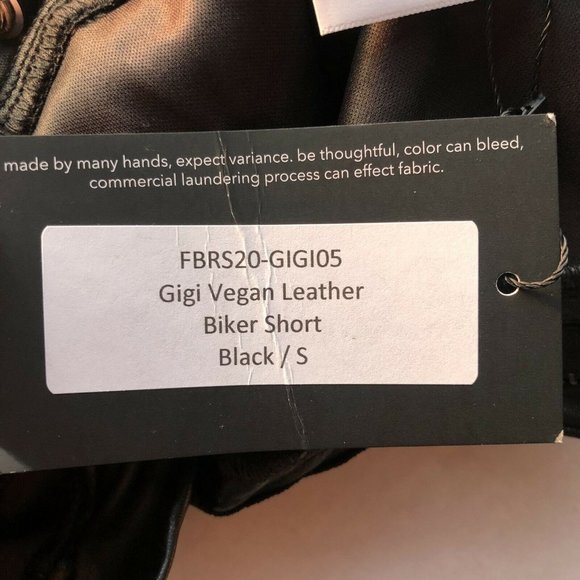 made by many hands, expect variance. be thoughtful, color can bleed,
commercial laundering process can effect fabric.
FBRS20-GIGI05
Gigi Vegan Leather
Biker Short
Black / S